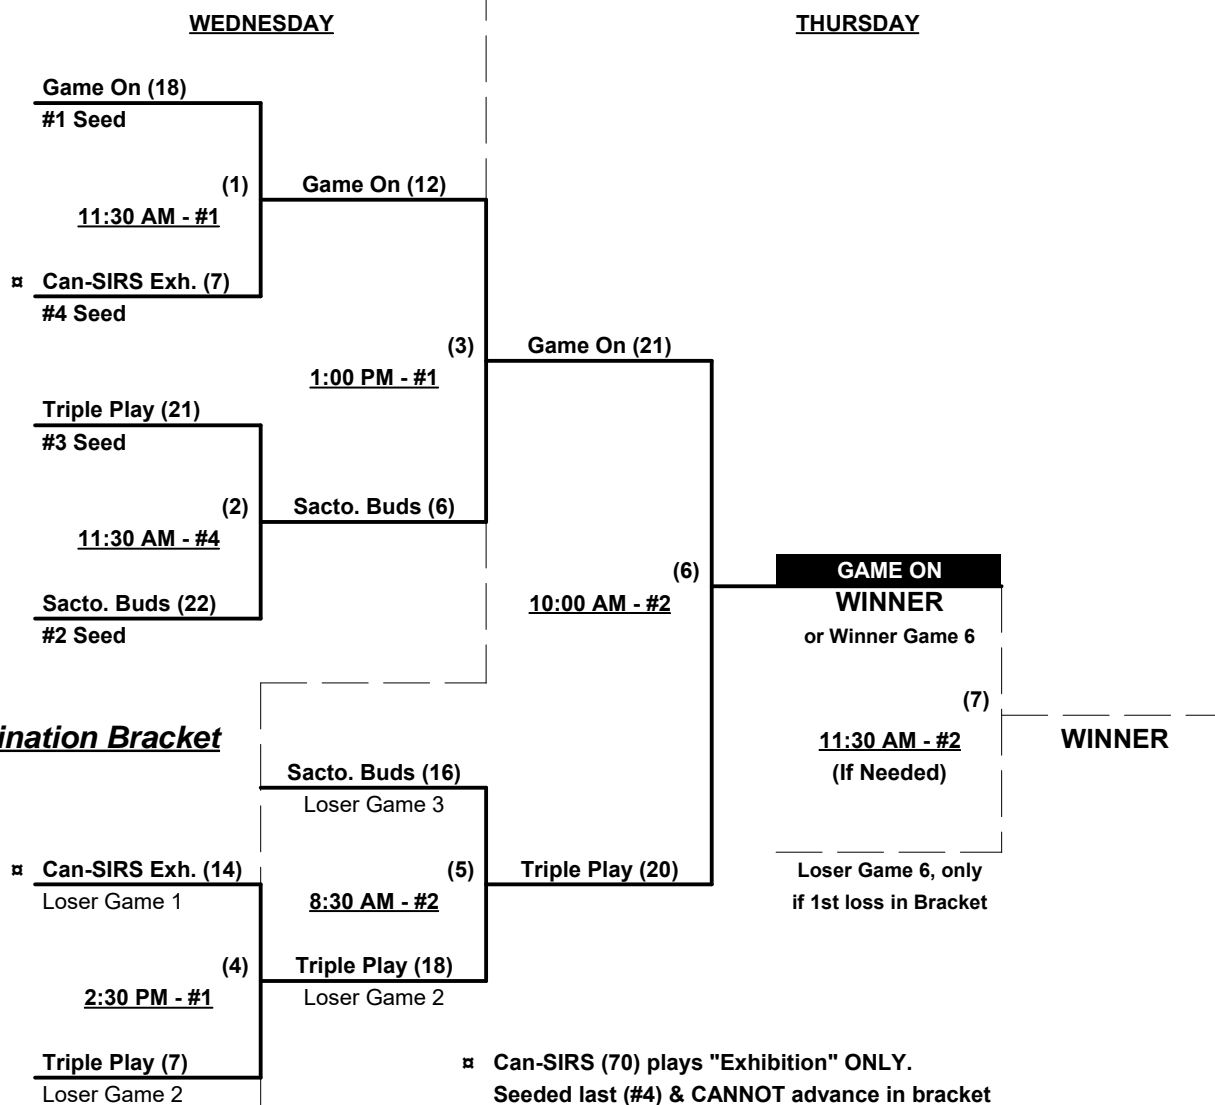 WEDNESDAY
THURSDAY
Game On (18)
#1 Seed
(1)
Game On (12)
11:30 AM - #1
¤ Can-SIRS Exh. (7)
#4 Seed
(3)
Game On (21)
1:00 PM - #1
Triple Play (21)
#3 Seed
(2)
Sacto. Buds (6)
11:30 AM - #4
(6)
GAME ON
Sacto. Buds (22)
10:00 AM - #2
WINNER
#2 Seed
or Winner Game 6
(7)
ination Bracket
11:30 AM - #2
WINNER
(If Needed)
Sacto. Buds (16)
Loser Game 3
¤ Can-SIRS Exh. (14)
(5)
Triple Play (20)
Loser Game 6, only
Loser Game 1
8:30 AM - #2
if 1st loss in Bracket
(4)
Triple Play (18)
2:30 PM - #1
Loser Game 2
Triple Play (7)
¤ Can-SIRS (70) plays "Exhibition" ONLY.
Loser Game 2
Seeded last (#4) & CANNOT advance in bracket